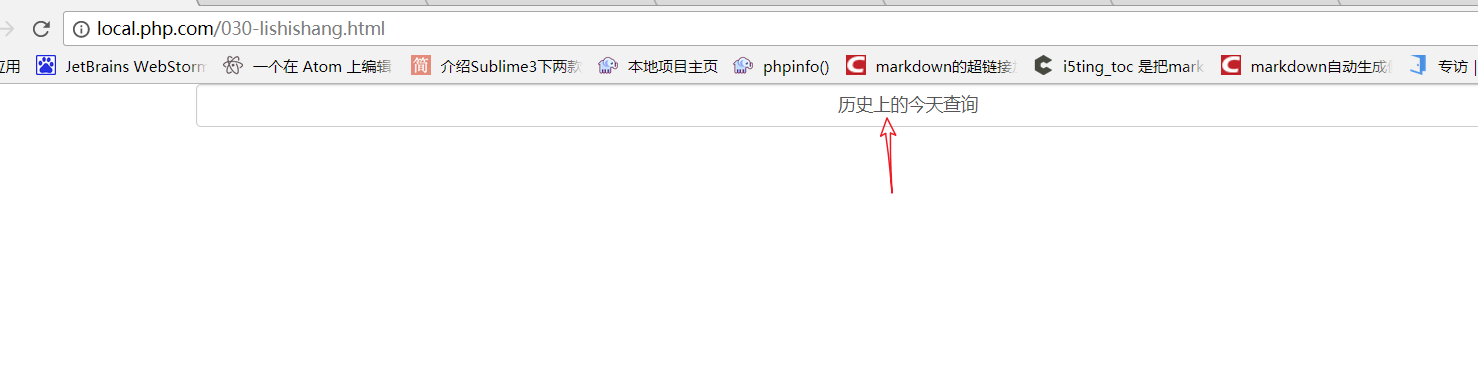 local.php.com/030-lishishang.html
应用 JetBrains WebStorm 一个在 Atom 上编辑 介绍Sublime3下两款 本地项目主页 phpinfo() markdown的超链接 i5ting_toc 是把mark markdown自动生成 专访 |
历史上的今天查询